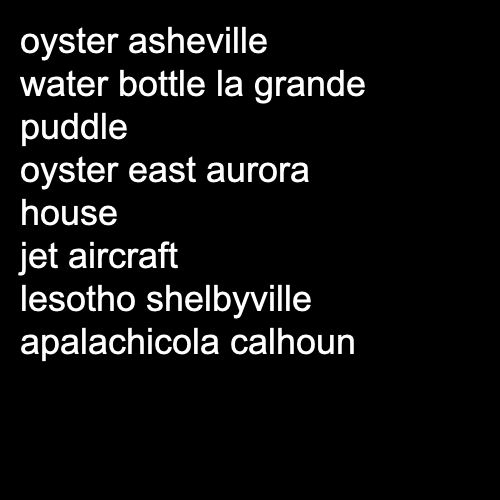 oyster asheville
water bottle la grande
puddle
oyster east aurora
house
jet aircraft
lesotho shelbyville
apalachicola calhoun